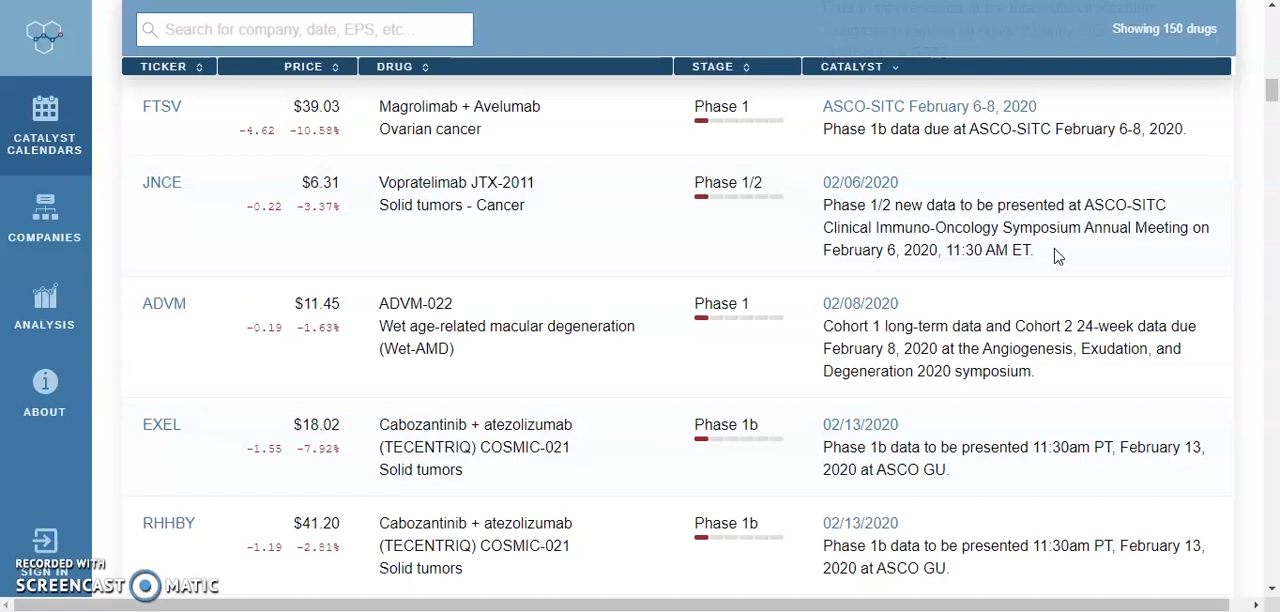 Search for company, date, EPS, etc...
Showing 150 drugs
TICKER PRICE DRUG STAGE CATALYST
CATALYST
CALENDARS
COMPANIES
ANALYSIS
ABOUT
SIGN IN
FTSV $39.03 Magrolimab + Avelumab Phase 1 ASCO-SITC February 6-8, 2020
-4.62 -10.58% Ovarian cancer Phase 1b data due at ASCO-SITC February 6-8, 2020.
JNCE $6.31 Vopratelimab JTX-2011 Phase 1/2 02/06/2020
-0.22 -3.37% Solid tumors - Cancer Phase 1/2 new data to be presented at ASCO-SITC
Clinical Immuno-Oncology Symposium Annual Meeting on
February 6, 2020, 11:30 AM ET.
ADVM $11.45 ADVM-022 Phase 1 02/08/2020
-0.19 -1.63% Wet age-related macular degeneration Cohort 1 long-term data and Cohort 2 24-week data due
(Wet-AMD) February 8, 2020 at the Angiogenesis, Exudation, and
Degeneration 2020 symposium.
EXEL $18.02 Cabozantinib + atezolizumab Phase 1b 02/13/2020
-1.55 -7.92% (TECENTRIQ) COSMIC-021 Phase 1b data to be presented 11:30am PT, February 13,
Solid tumors 2020 at ASCO GU.
RHHBY $41.20 Cabozantinib + atezolizumab Phase 1b 02/13/2020
-1.19 -2.81% (TECENTRIQ) COSMIC-021 Phase 1b data to be presented 11:30am PT, February 13,
Solid tumors 2020 at ASCO GU.
RECORDED WITH
SCREENCAST MATIC